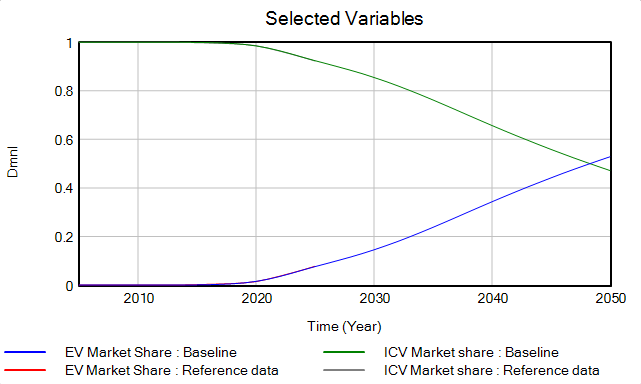 Selected Variables
1
0.8
0.6
0.4
0.2
0
Dmnl
2010 2020 2030 2040 2050
Time (Year)
EV Market Share : Baseline ICV Market share : Baseline
EV Market Share : Reference data ICV Market share : Reference data